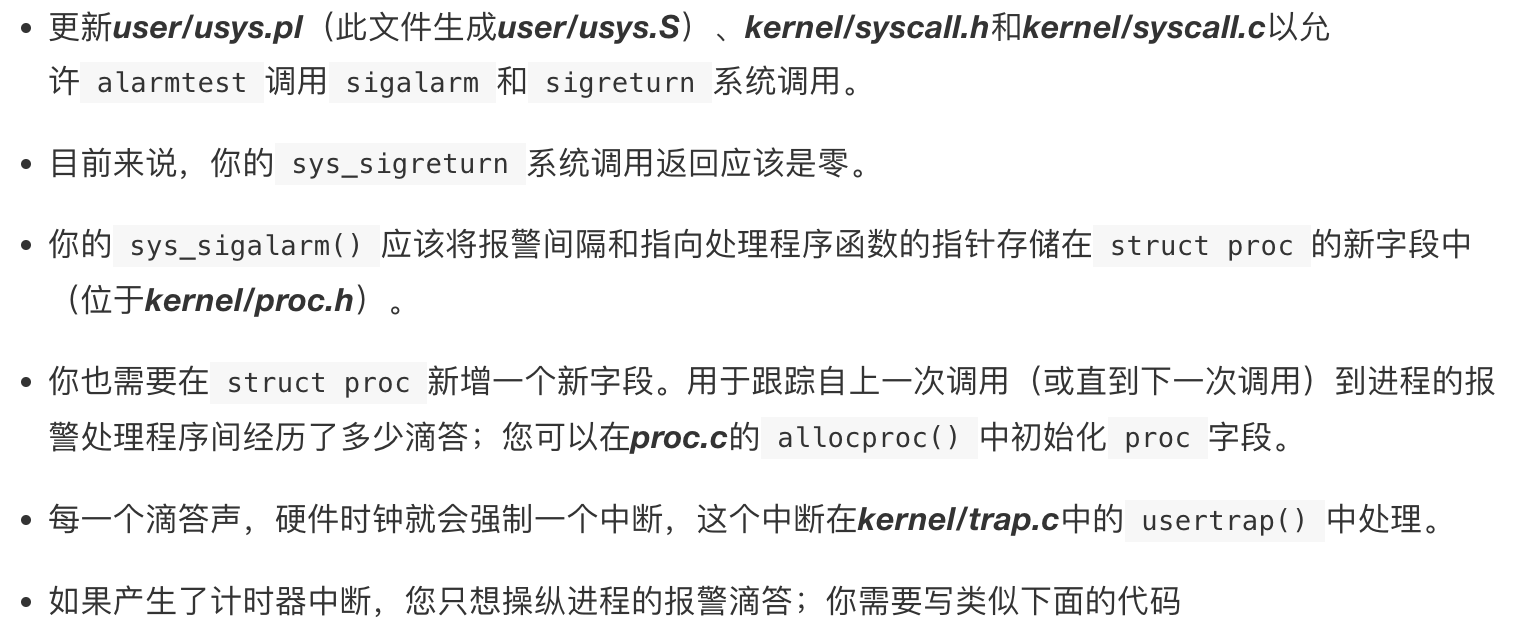 • 更新user/usys.pl（此文件生成user/usys.S）、kernel/syscall.h和kernel/syscall.c以允
许 alarmtest 调用 sigalarm 和 sigreturn 系统调用。
• 目前来说，你的 sys_sigreturn 系统调用返回应该是零。
• 你的 sys_sigalarm() 应该将报警间隔和指向处理程序函数的指针存储在 struct proc 的新字段中
（位于kernel/proc.h）。
• 你也需要在 struct proc 新增一个新字段。用于跟踪自上一次调用（或直到下一次调用）到进程的报
警处理程序间经历了多少滴答；您可以在proc.c的 allocproc() 中初始化 proc 字段。
• 每一个滴答声，硬件时钟就会强制一个中断，这个中断在kernel/trap.c中的 usertrap() 中处理。
• 如果产生了计时器中断，您只想操纵进程的报警滴答；你需要写类似下面的代码